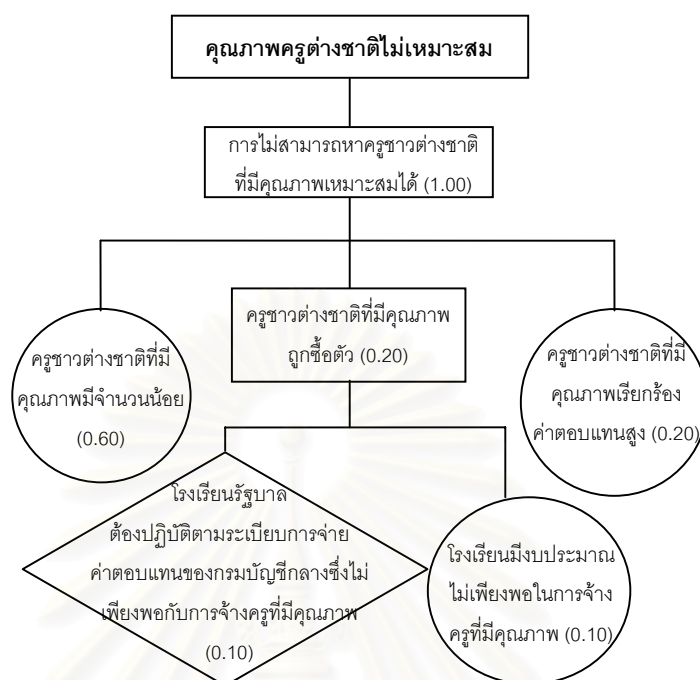 คุณภาพครูต่างชาติไม่เหมาะสม
การไม่สามารถหาครูชาวต่างชาติ
ที่มีคุณภาพเหมาะสมได้ (1.00)
ครูชาวต่างชาติที่มี
คุณภาพมีจำนวนน้อย
(0.60)
ครูชาวต่างชาติที่มีคุณภาพ
ถูกซื้อตัว (0.20)
ครูชาวต่างชาติที่มี
คุณภาพเรียกร้อง
ค่าตอบแทนสูง (0.20)
โรงเรียนรัฐบาล
ต้องปฏิบัติตามระเบียบการจ่าย
ค่าตอบแทนของกรมบัญชีกลางซึ่งไม่
เพียงพอกับการจ้างครูที่มีคุณภาพ
(0.10)
โรงเรียนมีงบประมาณ
ไม่เพียงพอในการจ้าง
ครูที่มีคุณภาพ (0.10)